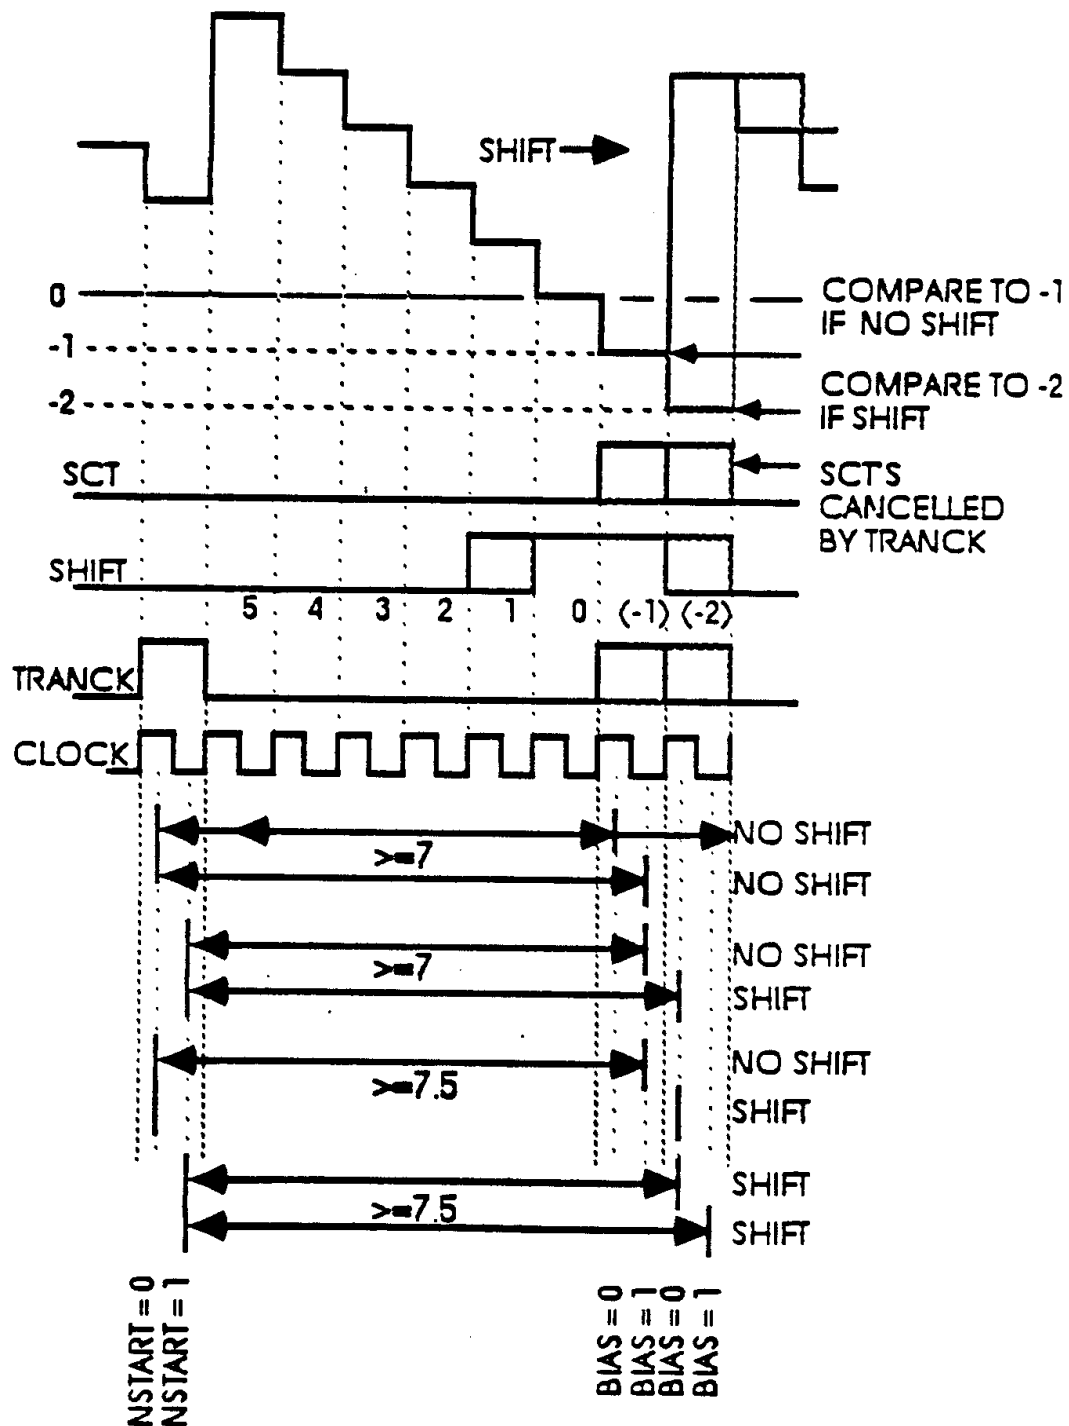 SHIFT
0
COMPARE TO -1
IF NO SHIFT
-1
COMPARE TO -2
IF SHIFT
-2
SCT
SCT'S
CANCELLED
BY TRANCK
SHIFT
5 4 3 2 1 0 (-1) (-2)
TRANCK
CLOCK
NO SHIFT
>=7
NO SHIFT
NO SHIFT
>=7
SHIFT
NO SHIFT
>=7.5
SHIFT
SHIFT
>=7.5
SHIFT
NSTART = 0
NSTART = 1
BIAS = 0
BIAS = 1
BIAS = 0
BIAS = 1